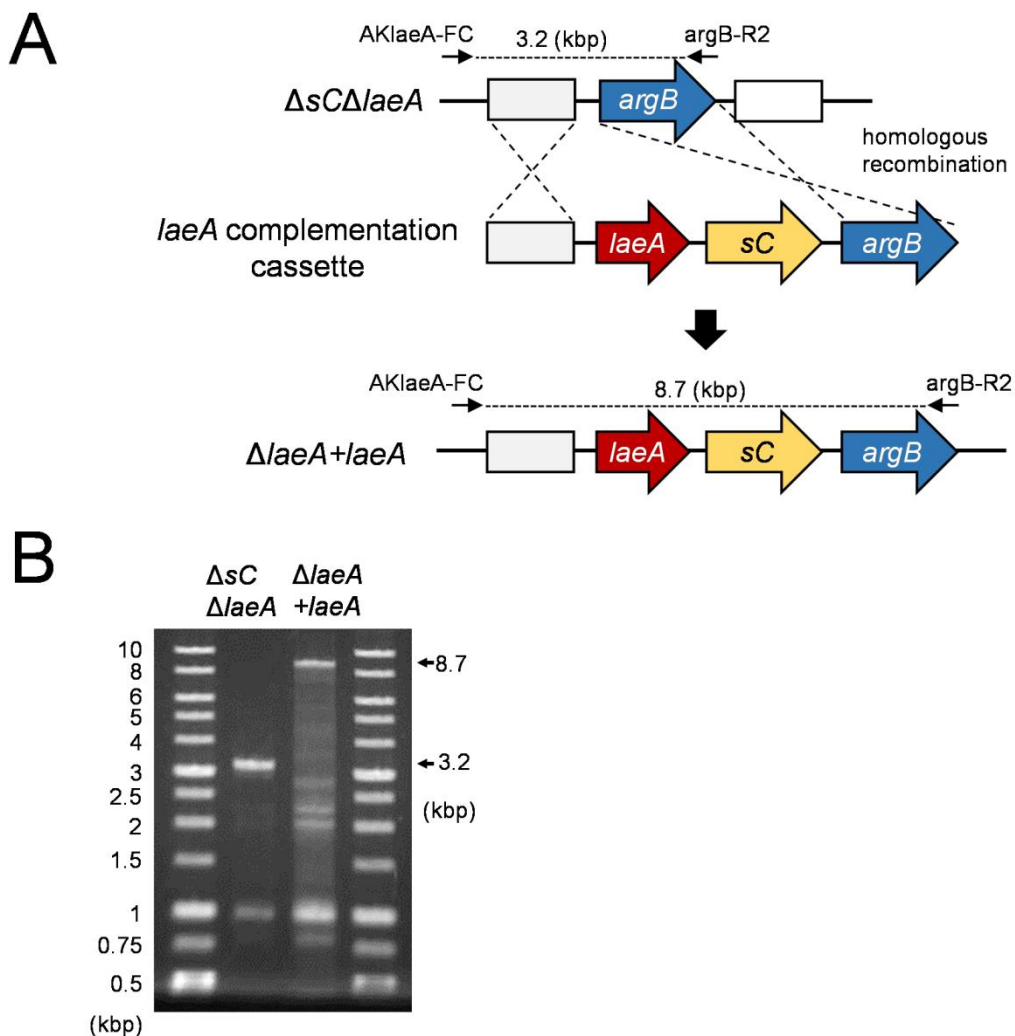 A
AKlaeA-FC
3.2 (kbp)
argB-R2
ΔsCΔlaeA
argB
homologous
recombination
laeA complementation
cassette
laeA
sC
argB
AKlaeA-FC
8.7 (kbp)
argB-R2
ΔlaeA+laeA
laeA
sC
argB
B
ΔsC
ΔlaeA
ΔlaeA
+laeA
10
8
6
5
4
3
2.5
2
1.5
1
0.75
0.5
(kbp)
8.7
3.2
(kbp)